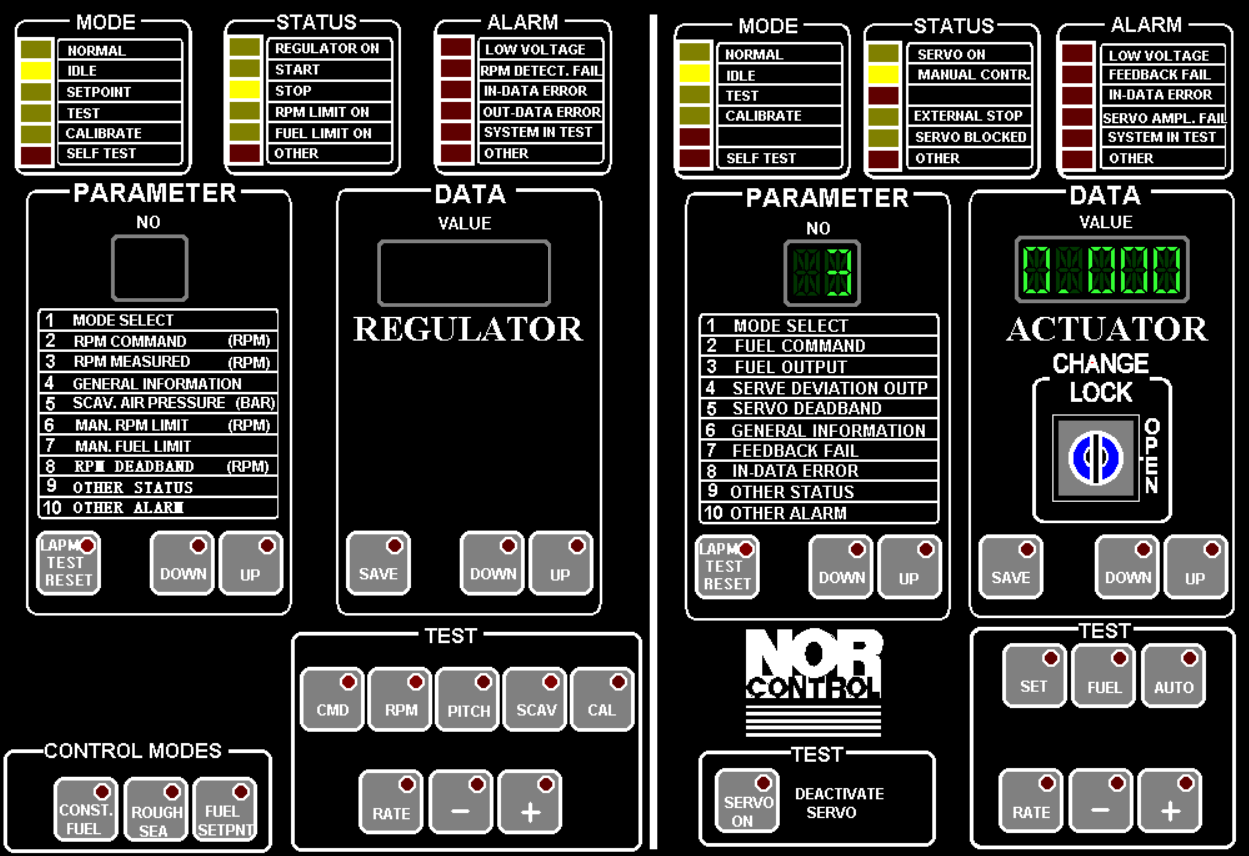 MODE
NORMAL
IDLE
SETPOINT
TEST
CALIBRATE
SELF TEST
STATUS
REGULATOR ON
START
STOP
RPM LIMIT ON
FUEL LIMIT ON
OTHER
ALARM
LOW VOLTAGE
RPM DETECT. FAIL
IN-DATA ERROR
OUT-DATA ERROR
SYSTEM IN TEST
OTHER
PARAMETER
NO
1 MODE SELECT
2 RPM COMMAND (RPM)
3 RPM MEASURED (RPM)
4 GENERAL INFORMATION
5 SCAV. AIR PRESSURE (BAR)
6 MAN. RPM LIMIT (RPM)
7 MAN. FUEL LIMIT
8 RPM DEADBAND (RPM)
9 OTHER STATUS
10 OTHER ALARM
LAPM
TEST
RESET
DOWN
UP
DATA
VALUE
REGULATOR
SAVE
DOWN
UP
TEST
CMD
RPM
PITCH
SCAV
CAL
RATE
-
+
CONTROL MODES
CONST.
FUEL
ROUGH
SEA
FUEL
SETPNT
MODE
NORMAL
IDLE
TEST
CALIBRATE
SELF TEST
STATUS
SERVO ON
MANUAL CONTR.
EXTERNAL STOP
SERVO BLOCKED
OTHER
ALARM
LOW VOLTAGE
FEEDBACK FAIL
IN-DATA ERROR
SERVO AMPL. FAIL
SYSTEM IN TEST
OTHER
PARAMETER
NO
3
1 MODE SELECT
2 FUEL COMMAND
3 FUEL OUTPUT
4 SERVE DEVIATION OUTP
5 SERVO DEADBAND
6 GENERAL INFORMATION
7 FEEDBACK FAIL
8 IN-DATA ERROR
9 OTHER STATUS
10 OTHER ALARM
LAPM
TEST
RESET
DOWN
UP
DATA
VALUE
0.000
ACTUATOR
CHANGE
LOCK
OPEN
SAVE
DOWN
UP
NOR
CONTROL
TEST
SERVO
ON
DEACTIVATE
SERVO
TEST
SET
FUEL
AUTO
RATE
-
+